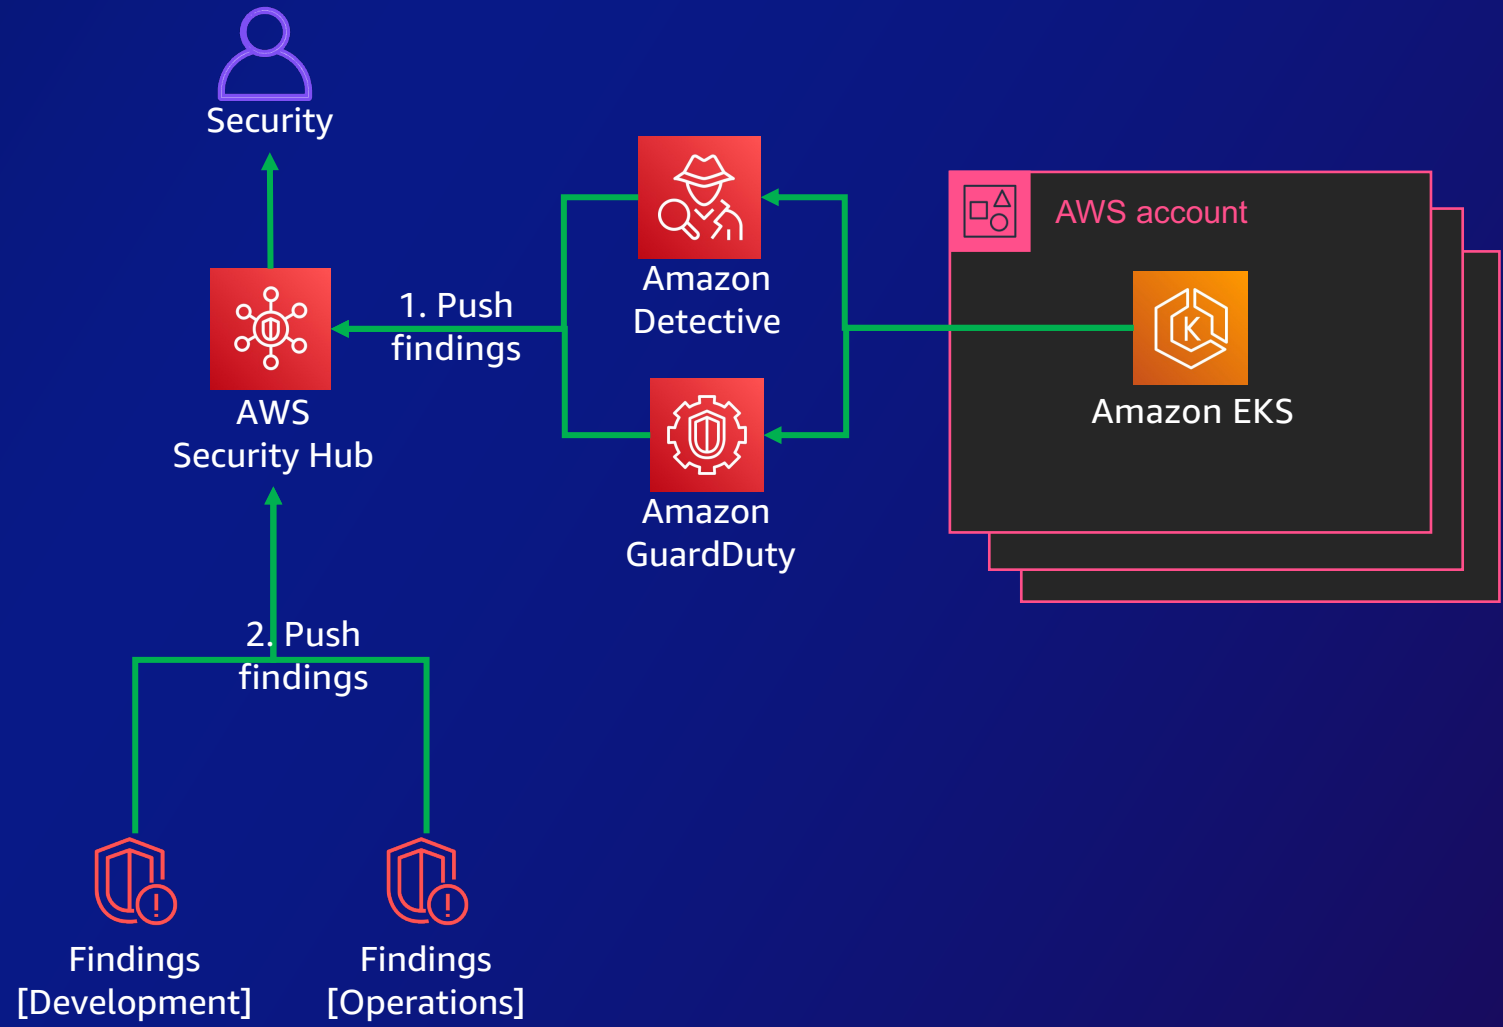 Security
AWS account
Amazon
Detective
1. Push
findings
K
AWS
Security Hub
Amazon EKS
Amazon
GuardDuty
2. Push
findings
Findings
[Development]
Findings
[Operations]